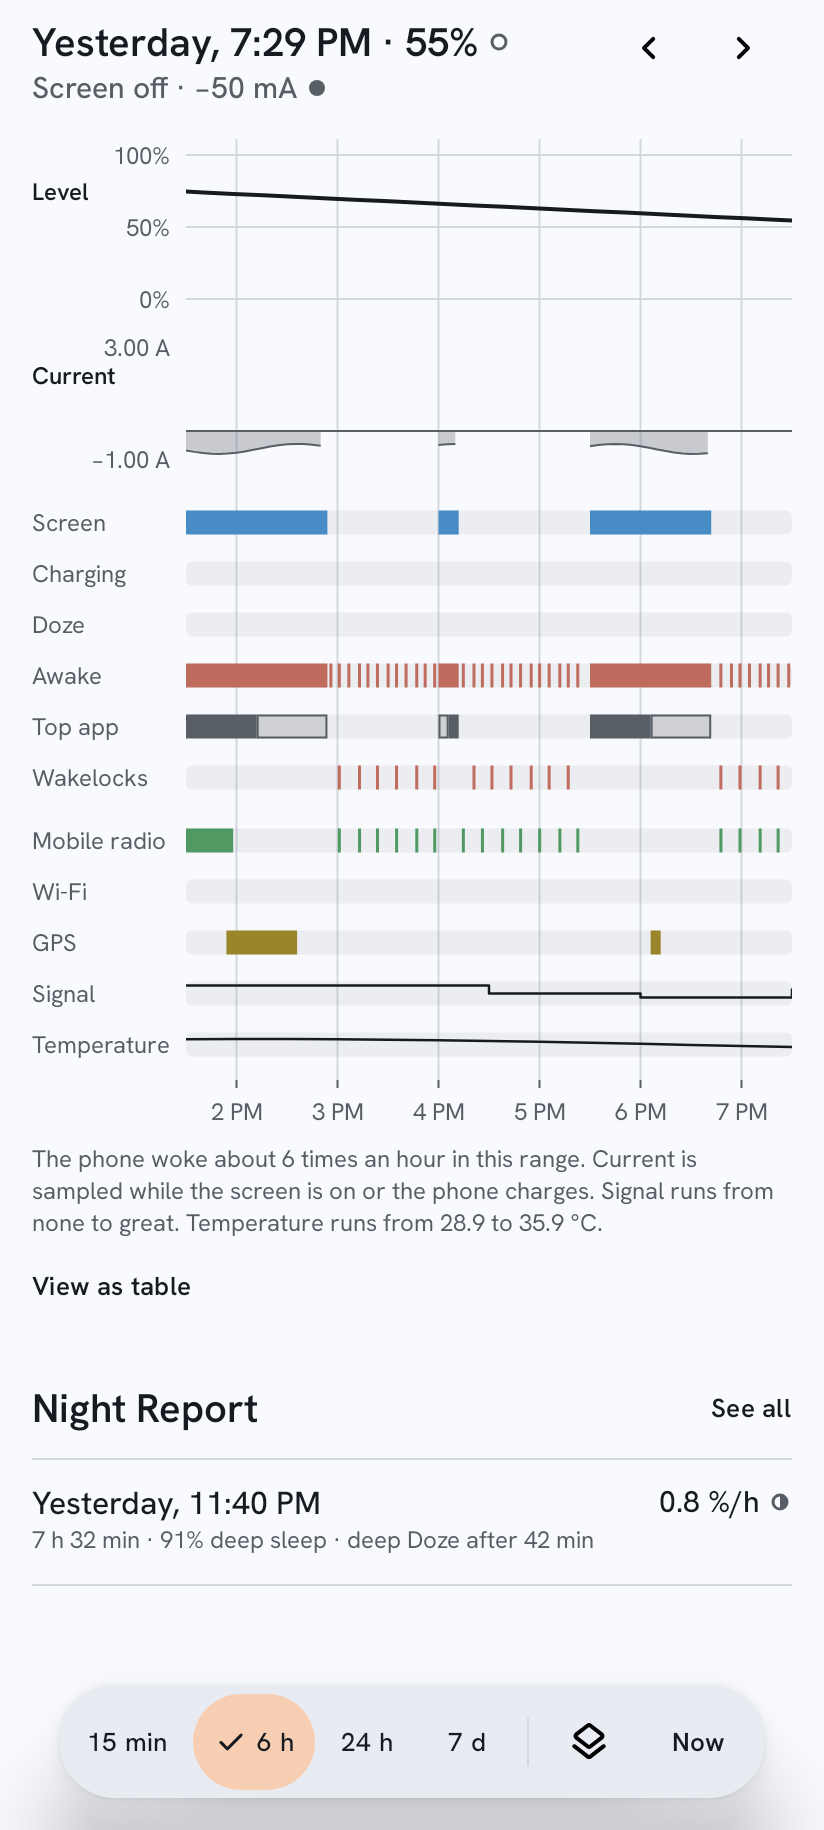 Yesterday, 7:29 PM · 55%
Screen off · −50 mA
100%
Level
50%
0%
3.00 A
Current
−1.00 A
Screen
Charging
Doze
Awake
Top app
Wakelocks
Mobile radio
Wi-Fi
GPS
Signal
Temperature
2 PM 3 PM 4 PM 5 PM 6 PM 7 PM
The phone woke about 6 times an hour in this range. Current is
sampled while the screen is on or the phone charges. Signal runs from
none to great. Temperature runs from 28.9 to 35.9 °C.
View as table
Night Report See all
Yesterday, 11:40 PM 0.8 %/h
7 h 32 min · 91% deep sleep · deep Doze after 42 min
15 min 6 h 24 h 7 d Now